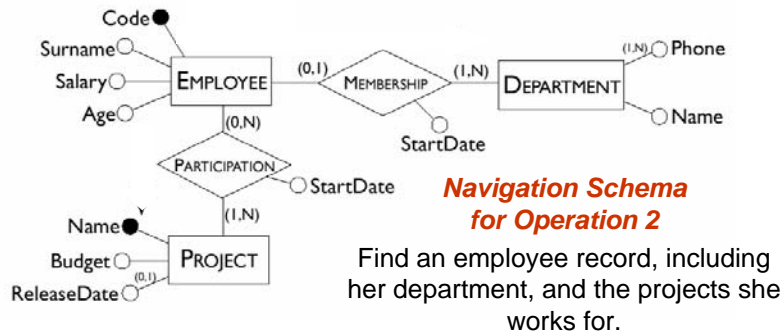 Code
Surname
Salary
Age
EMPLOYEE
(0,1)
MEMBERSHIP
(1,N)
DEPARTMENT
(1,N)
Phone
Name
StartDate
(0,N)
PARTICIPATION
StartDate
(1,N)
Name
Budget
(0,1)
ReleaseDate
PROJECT
Navigation Schema
for Operation 2
Find an employee record, including
her department, and the projects she
works for.